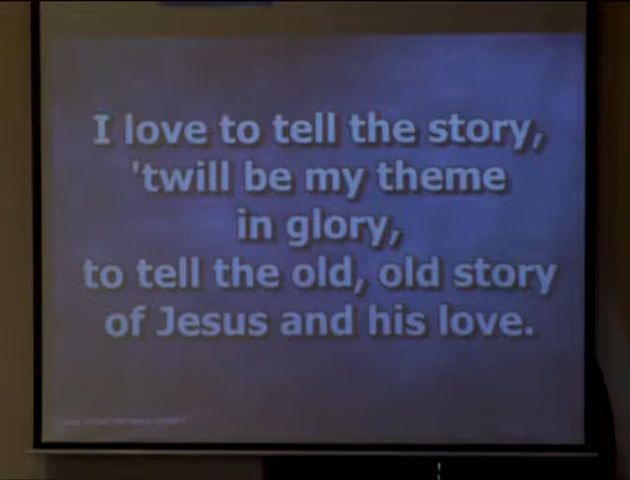 I love to tell the story,
'twill be my theme
in glory,
to tell the old, old story
of Jesus and his love.